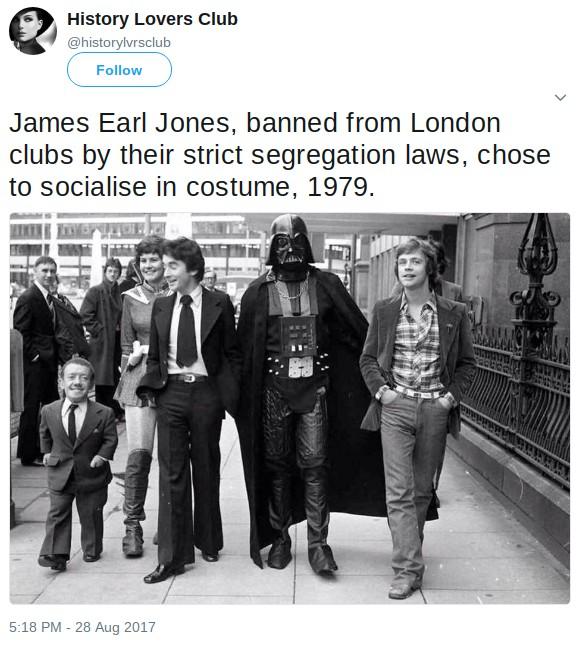 History Lovers Club
@historylvrsclub
Follow
James Earl Jones, banned from London
clubs by their strict segregation laws, chose
to socialise in costume, 1979.
5:18 PM - 28 Aug 2017